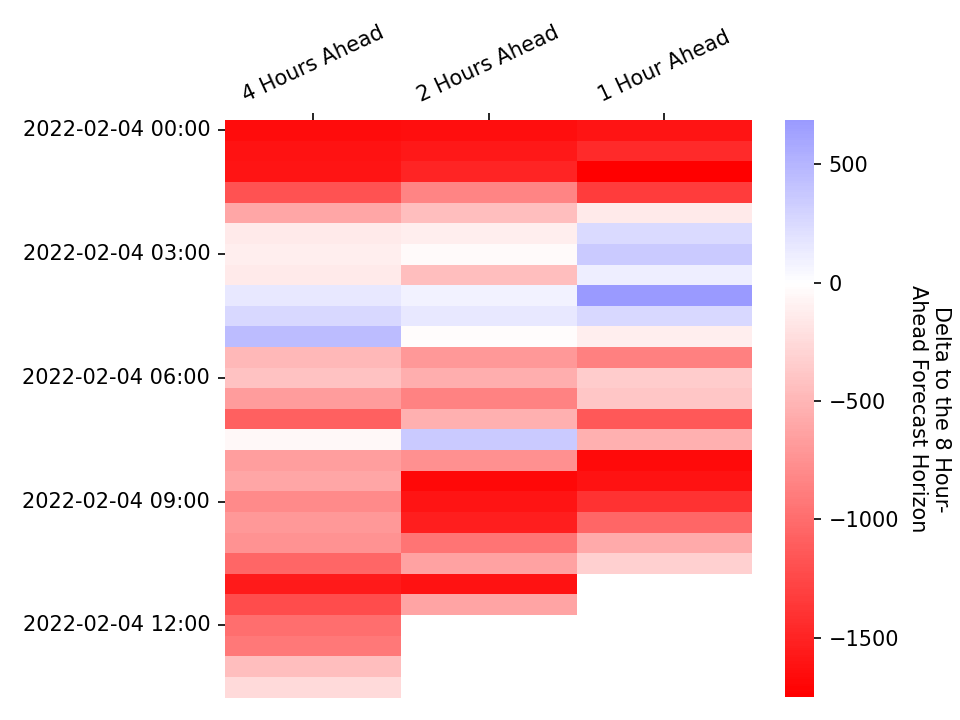 4 Hours Ahead
2 Hours Ahead
1 Hour Ahead
2022-02-04 00:00
2022-02-04 03:00
2022-02-04 06:00
2022-02-04 09:00
2022-02-04 12:00
500
0
−500
−1000
−1500
Delta to the 8 Hour-
Ahead Forecast Horizon